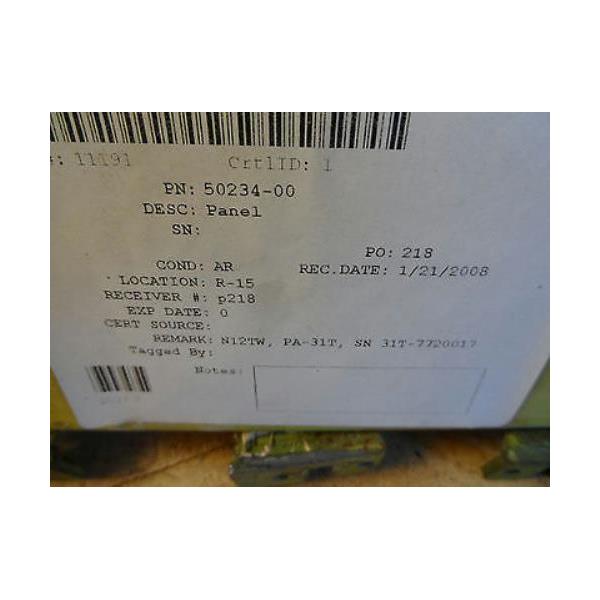 #: 11191 CrtlID: 1
PN: 50234-00
DESC: Panel
SN:
PO: 218
COND: AR REC.DATE: 1/21/2008
LOCATION: R-15
RECEIVER #: p218
EXP DATE: 0
CERT SOURCE:
REMARK: N12TW, PA-31T, SN 31T-7720017
Tagged By:
Notes: